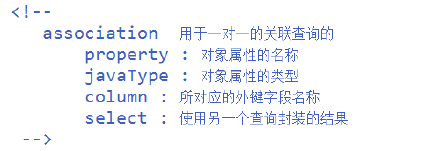 <!--
association 用于一对一的关联查询的
property : 对象属性的名称
javaType : 对象属性的类型
column : 所对应的外键字段名称
select : 使用另一个查询封装的结果
-->